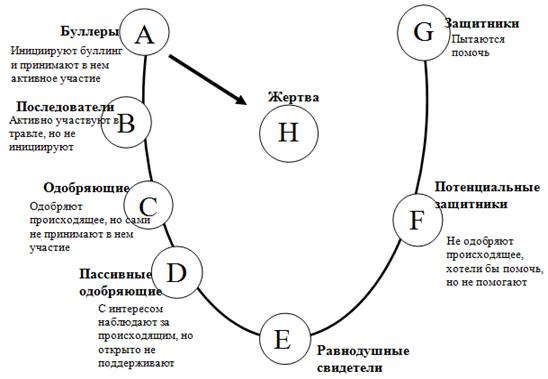 Буллеры
A
Инициируют буллинг
и принимают в нем
активное участие
Последователи
B
Активно участвуют в
травле, но не
инициируют
Одобряющие
C
Одобряют
происходящее, но сами
не принимают в нем
участие
Пассивные
одобряющие
D
С интересом
наблюдают за
происходящим, но
открыто не
поддерживают
E
Равнодушные
свидетели
Жертва
H
Потенциальные
защитники
F
Не одобряют
происходящее,
хотели бы помочь,
но не помогают
G
Защитники
Пытаются
помочь